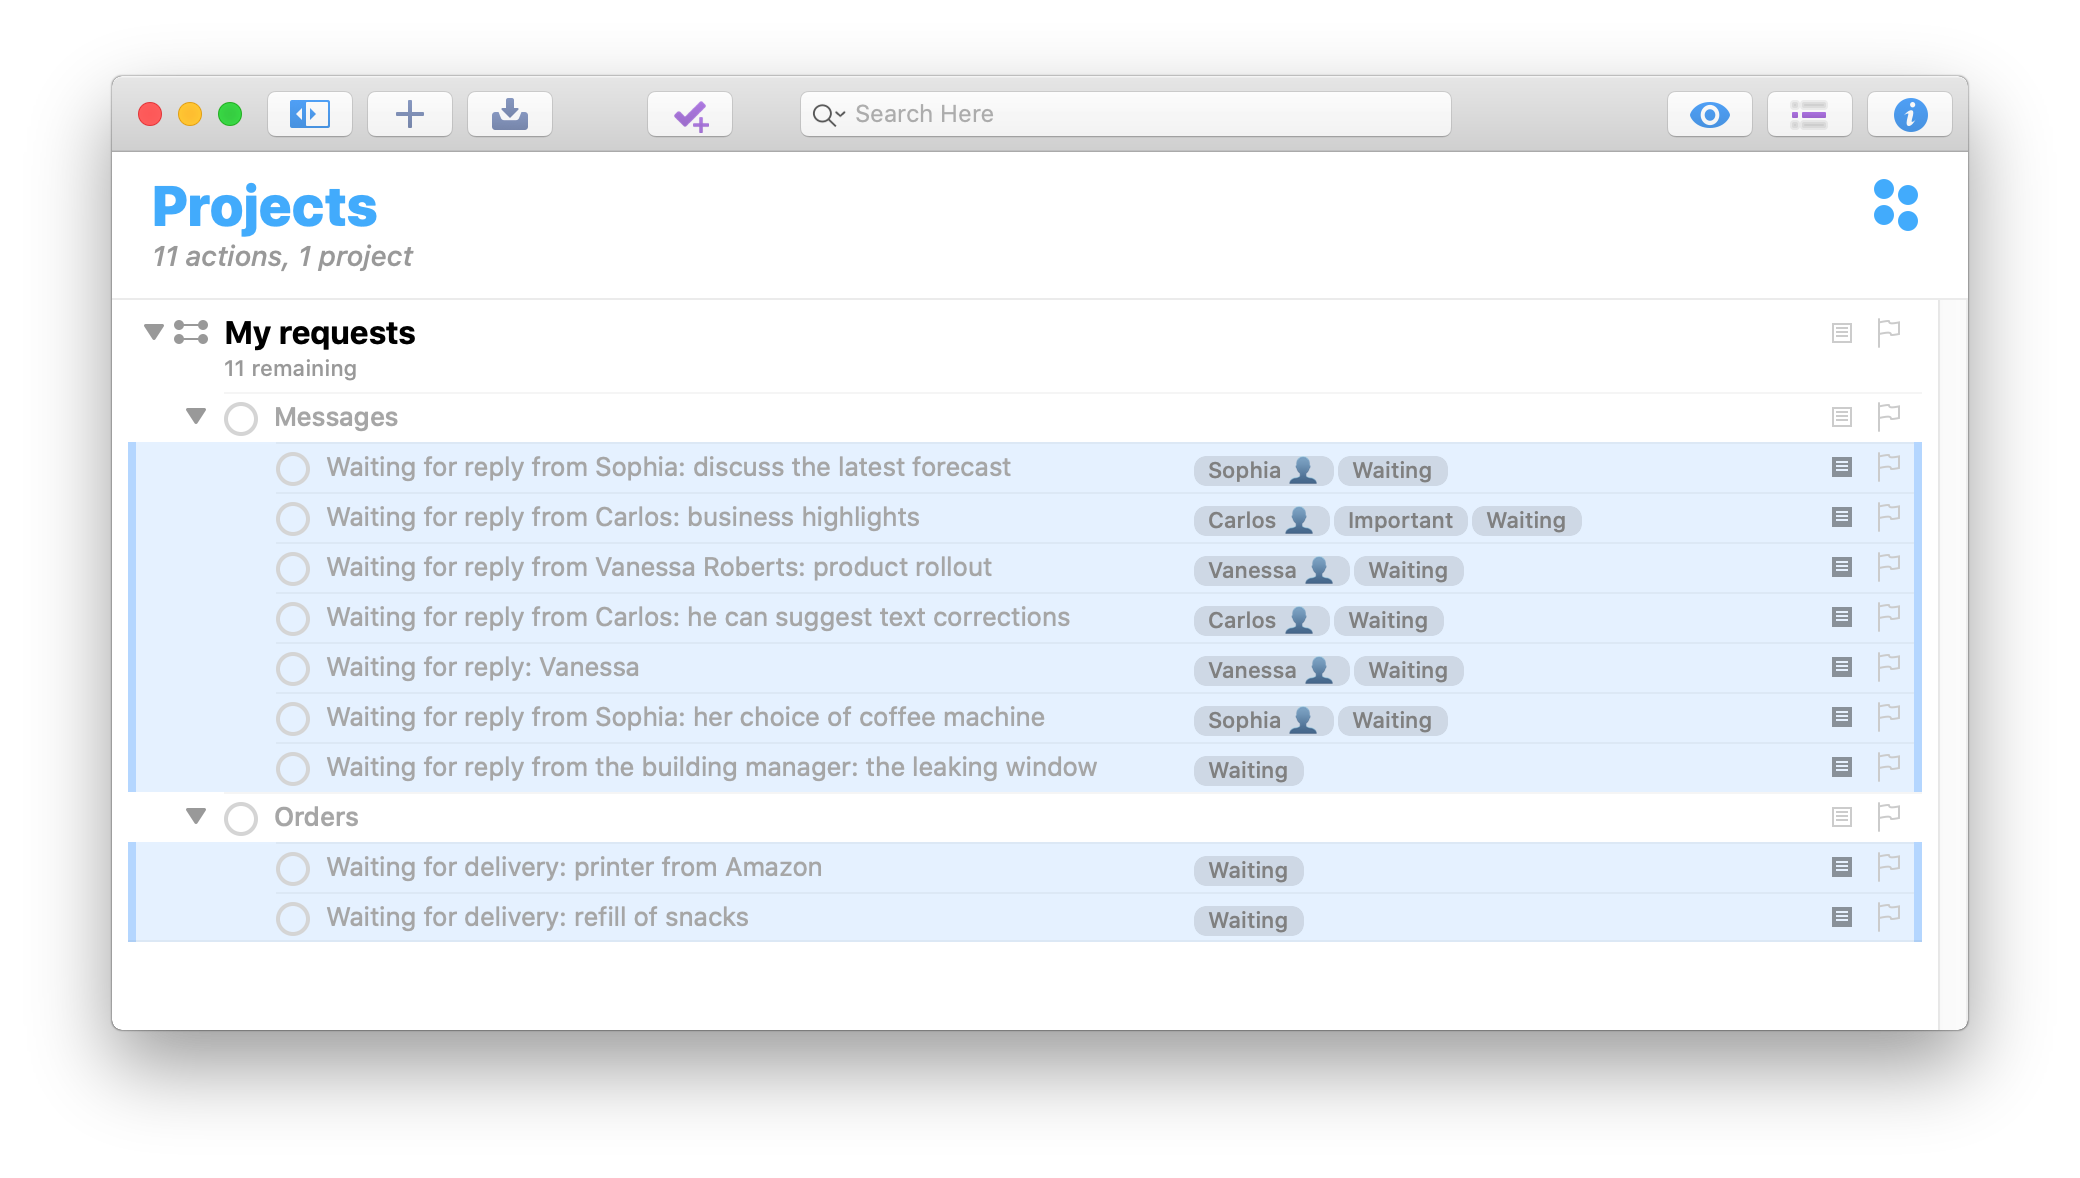 Search Here
Projects
11 actions, 1 project
My requests
11 remaining
Messages
Waiting for reply from Sophia: discuss the latest forecast Sophia 👤 Waiting
Waiting for reply from Carlos: business highlights Carlos 👤 Important Waiting
Waiting for reply from Vanessa Roberts: product rollout Vanessa 👤 Waiting
Waiting for reply from Carlos: he can suggest text corrections Carlos 👤 Waiting
Waiting for reply: Vanessa Vanessa 👤 Waiting
Waiting for reply from Sophia: her choice of coffee machine Sophia 👤 Waiting
Waiting for reply from the building manager: the leaking window Waiting
Orders
Waiting for delivery: printer from Amazon Waiting
Waiting for delivery: refill of snacks Waiting